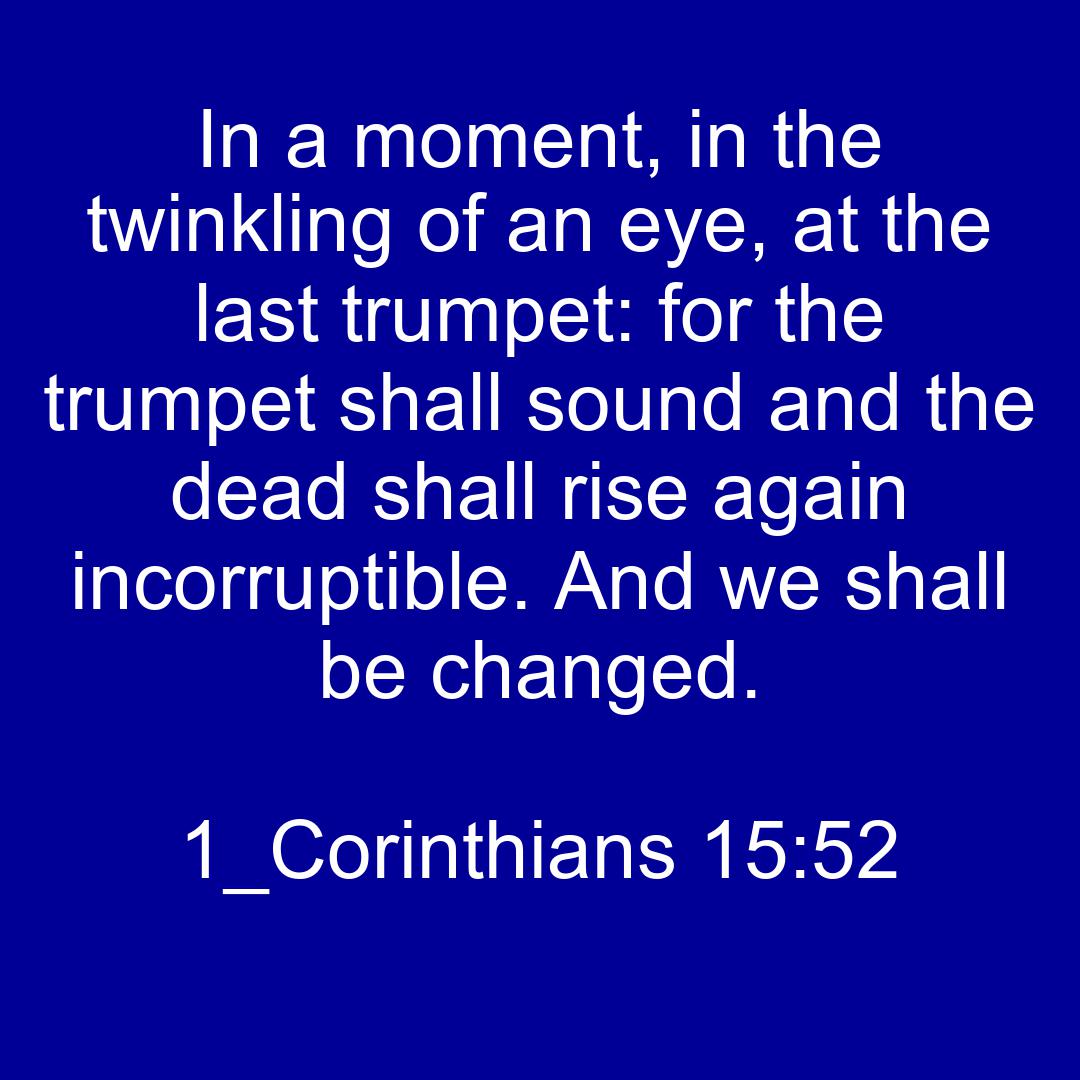 In a moment, in the
twinkling of an eye, at the
last trumpet: for the
trumpet shall sound and the
dead shall rise again
incorruptible. And we shall
be changed.
1_Corinthians 15:52